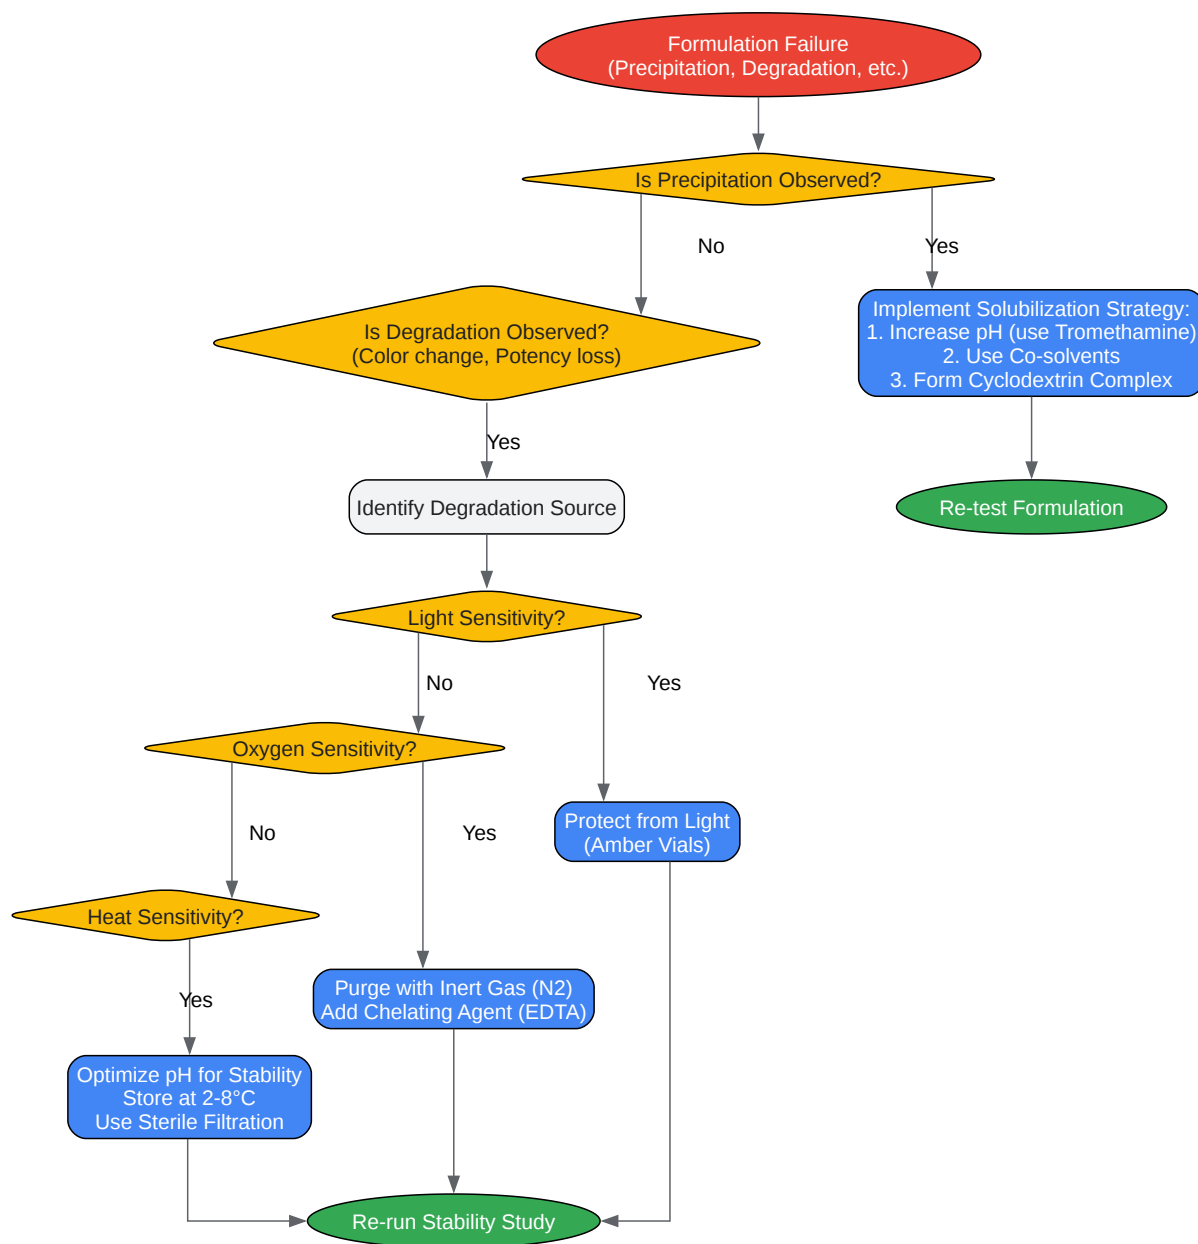 Formulation Failure
(Precipitation, Degradation, etc.)
Is Precipitation Observed?
No
Yes
Implement Solubilization Strategy:
1. Increase pH (use Tromethamine)
2. Use Co-solvents
3. Form Cyclodextrin Complex
Is Degradation Observed?
(Color change, Potency loss)
Yes
Identify Degradation Source
Re-test Formulation
Light Sensitivity?
No
Yes
Oxygen Sensitivity?
No
Yes
Protect from Light
(Amber Vials)
Heat Sensitivity?
Yes
Purge with Inert Gas (N2)
Add Chelating Agent (EDTA)
Optimize pH for Stability
Store at 2-8°C
Use Sterile Filtration
Re-run Stability Study